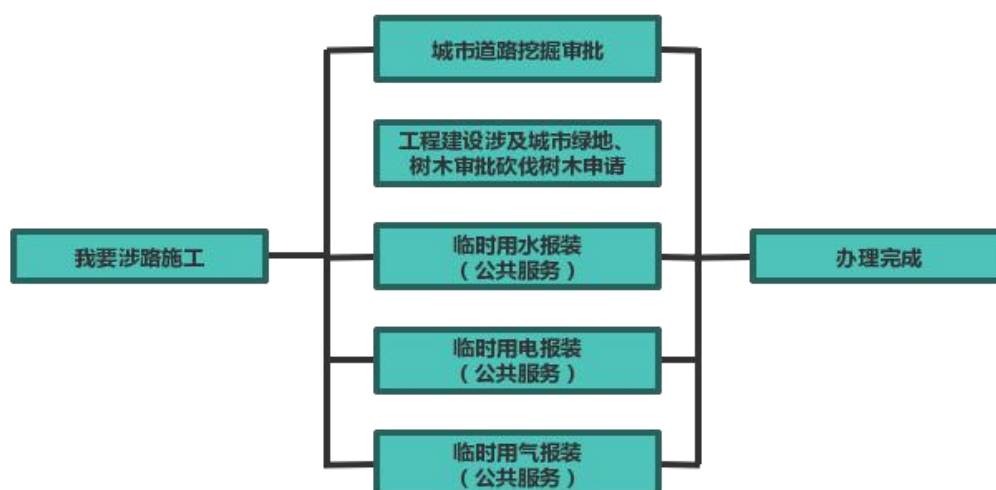 城市道路挖掘审批
工程建设涉及城市绿地、
树木审批砍伐树木申请
我要涉路施工
临时用水报装
（公共服务）
办理完成
临时用电报装
（公共服务）
临时用气报装
（公共服务）